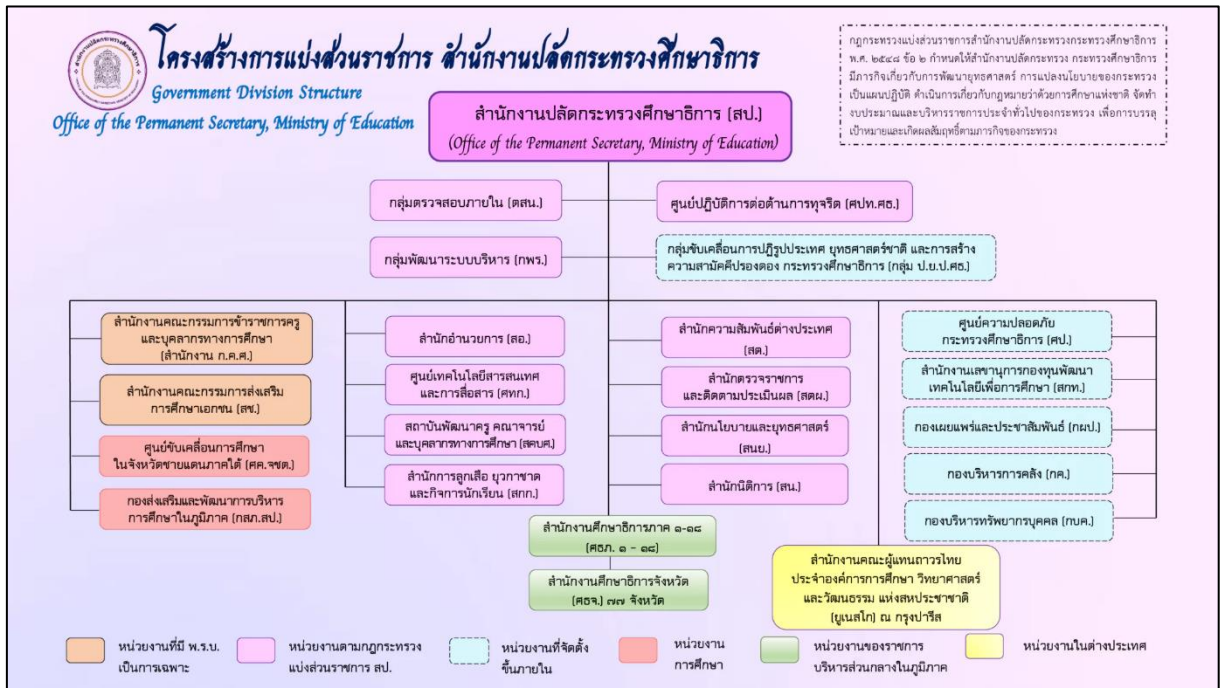 โครงสร้างการแบ่งส่วนราชการ สำนักงานปลัดกระทรวงศึกษาธิการ
Government Division Structure
Office of the Permanent Secretary, Ministry of Education
กฎกระทรวงแบ่งส่วนราชการสำนักงานปลัดกระทรวงกระทรวงศึกษาธิการ
พ.ศ. ๒๕๔๘ ข้อ ๒ กำหนดให้สำนักงานปลัดกระทรวง กระทรวงศึกษาธิการ
มีภารกิจเกี่ยวกับการพัฒนายุทธศาสตร์ การแปลงนโยบายของกระทรวง
เป็นแผนปฏิบัติ ดำเนินการเกี่ยวกับกฎหมายว่าด้วยการศึกษาแห่งชาติ จัดทำ
งบประมาณและบริหารราชการประจำทั่วไปของกระทรวง เพื่อการบรรลุ
เป้าหมายและเกิดผลสัมฤทธิ์ตามภารกิจของกระทรวง
สำนักงานปลัดกระทรวงศึกษาธิการ (สป.)
(Office of the Permanent Secretary, Ministry of Education)
กลุ่มตรวจสอบภายใน (ตสน.)
ศูนย์ปฏิบัติการต่อต้านการทุจริต (ศปท.ศธ.)
กลุ่มพัฒนาระบบบริหาร (กพร.)
กลุ่มขับเคลื่อนการปฏิรูปประเทศ ยุทธศาสตร์ชาติ และการสร้าง
ความสามัคคีปรองดอง กระทรวงศึกษาธิการ (กลุ่ม ป.ย.ป.ศธ.)
สำนักงานคณะกรรมการข้าราชการครู
และบุคลากรทางการศึกษา
(สำนักงาน ก.ค.ศ.)
สำนักงานคณะกรรมการส่งเสริม
การศึกษาเอกชน (สช.)
ศูนย์ขับเคลื่อนการศึกษา
ในจังหวัดชายแดนภาคใต้ (ศค.จชต.)
กองส่งเสริมและพัฒนาการบริหาร
การศึกษาในภูมิภาค (กสภ.สป.)
สำนักอำนวยการ (สอ.)
ศูนย์เทคโนโลยีสารสนเทศ
และการสื่อสาร (ศทก.)
สถาบันพัฒนาครู คณาจารย์
และบุคลากรทางการศึกษา (สคบศ.)
สำนักการลูกเสือ ยุวกาชาด
และกิจการนักเรียน (สกก.)
สำนักความสัมพันธ์ต่างประเทศ
(สต.)
สำนักตรวจราชการ
และติดตามประเมินผล (สตผ.)
สำนักนโยบายและยุทธศาสตร์
(สนย.)
สำนักนิติการ (สน.)
ศูนย์ความปลอดภัย
กระทรวงศึกษาธิการ (ศป.)
สำนักงานเลขานุการกองทุนพัฒนา
เทคโนโลยีเพื่อการศึกษา (สกท.)
กองเผยแพร่และประชาสัมพันธ์ (กผป.)
กองบริหารการคลัง (กค.)
กองบริหารทรัพยากรบุคคล (กบค.)
สำนักงานศึกษาธิการภาค ๑-๑๘
(ศธภ. ๑ - ๑๘)
สำนักงานศึกษาธิการจังหวัด
(ศธจ.) ๗๗ จังหวัด
สำนักงานคณะผู้แทนถาวรไทย
ประจำองค์การการศึกษา วิทยาศาสตร์
และวัฒนธรรม แห่งสหประชาชาติ
(ยูเนสโก) ณ กรุงปารีส
หน่วยงานที่มี พ.ร.บ.
เป็นการเฉพาะ
หน่วยงานตามกฎกระทรวง
แบ่งส่วนราชการ สป.
หน่วยงานที่จัดตั้ง
ขึ้นภายใน
หน่วยงาน
การศึกษา
หน่วยงานของราชการ
บริหารส่วนกลางในภูมิภาค
หน่วยงานในต่างประเทศ